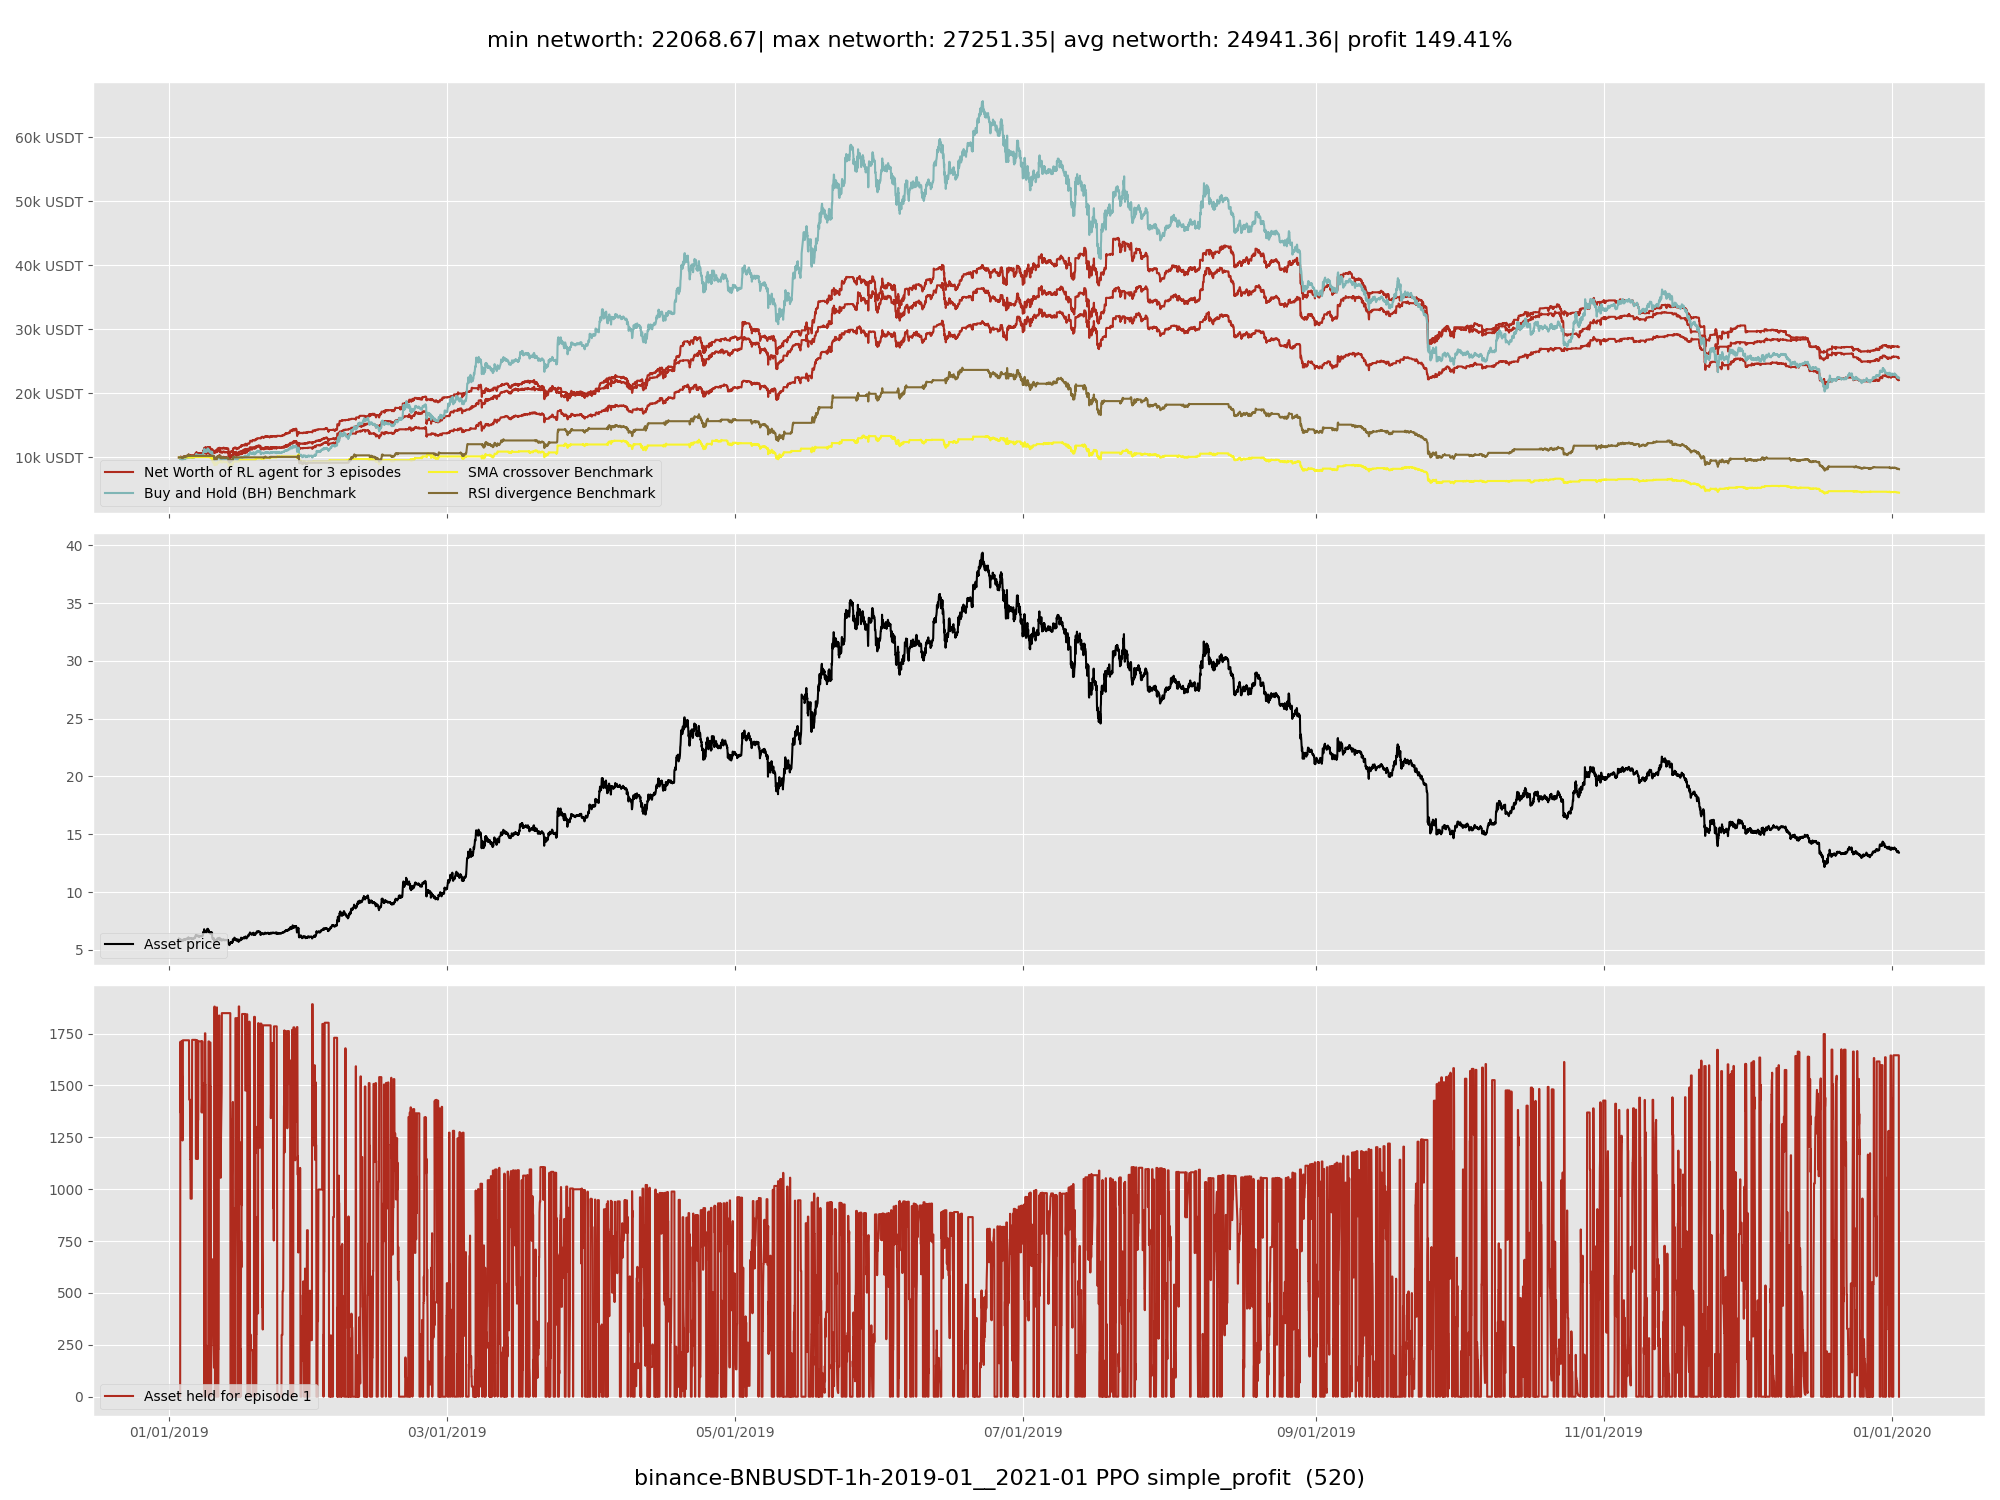 min networth: 22068.67| max networth: 27251.35| avg networth: 24941.36| profit 149.41%
60k USDT
50k USDT
40k USDT
30k USDT
20k USDT
10k USDT
Net Worth of RL agent for 3 episodes
Buy and Hold (BH) Benchmark
SMA crossover Benchmark
RSI divergence Benchmark
40
35
30
25
20
15
10
5
Asset price
1750
1500
1250
1000
750
500
250
0
Asset held for episode 1
01/01/2019 03/01/2019 05/01/2019 07/01/2019 09/01/2019 11/01/2019 01/01/2020
binance-BNBUSDT-1h-2019-01__2021-01 PPO simple_profit (520)